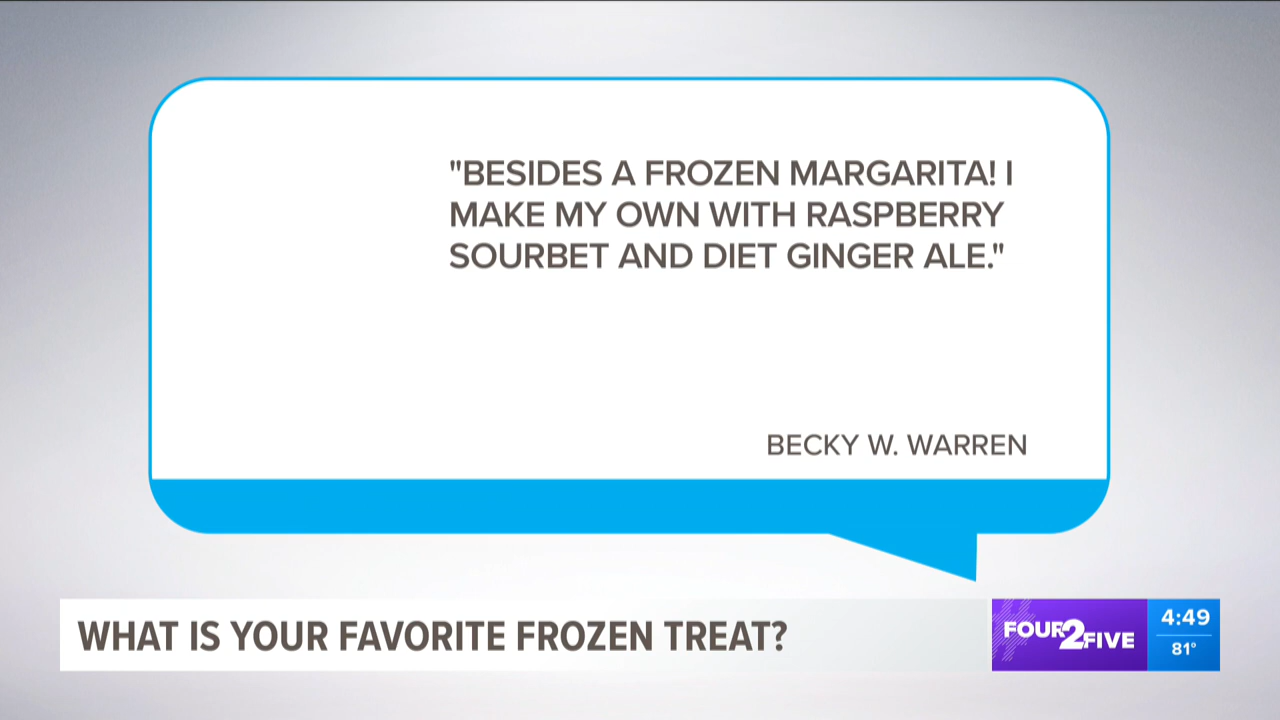 "BESIDES A FROZEN MARGARITA! I
MAKE MY OWN WITH RASPBERRY
SOURBET AND DIET GINGER ALE."
BECKY W. WARREN
WHAT IS YOUR FAVORITE FROZEN TREAT?
#FOUR2FIVE
4:49
81°